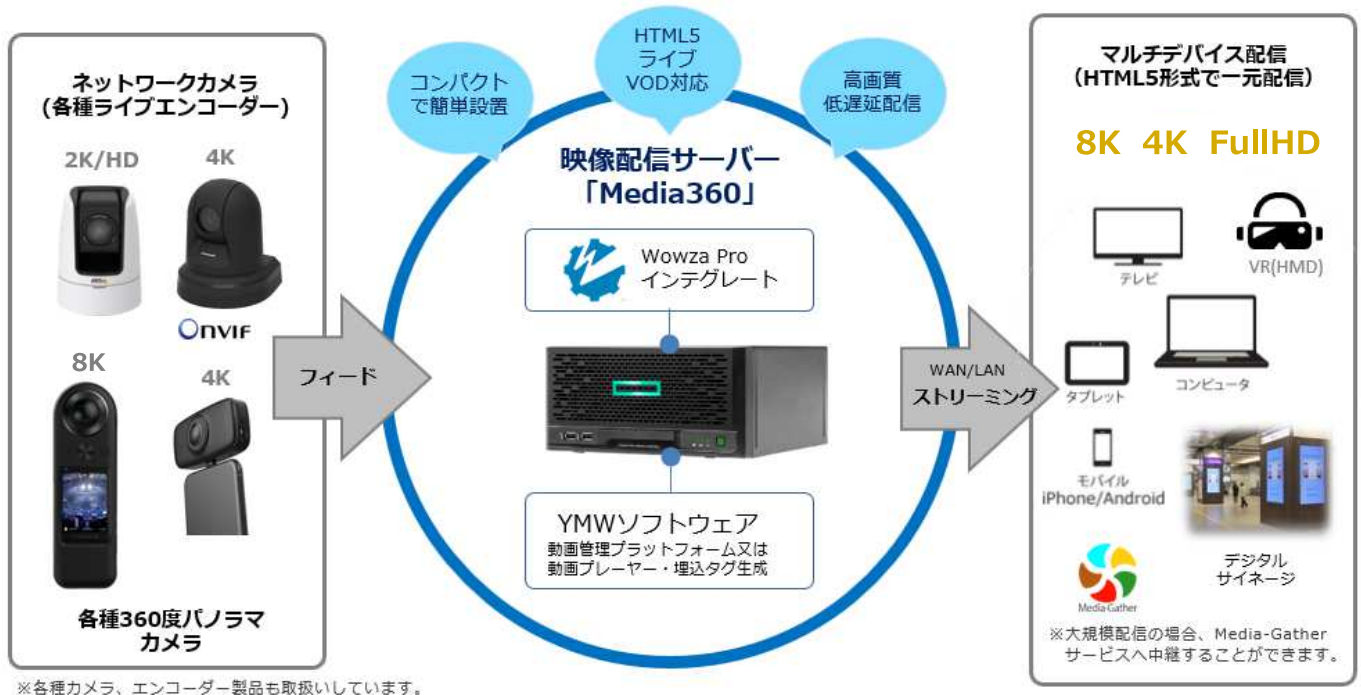 ネットワークカメラ
(各種ライブエンコーダー)
2K/HD
4K
ONVIF
8K
4K
各種360度パノラマ
カメラ
※各種カメラ、エンコーダー製品も取扱いしています。
フィード
コンパクト
で簡単設置
HTML5
ライブ
VOD対応
高画質
低遅延配信
映像配信サーバー
「Media360」
Wowza Pro
インテグレート
YMWソフトウェア
動画管理プラットフォーム又は
動画プレーヤー・埋込タグ生成
WAN/LAN
ストリーミング
マルチデバイス配信
(HTML5形式で一元配信)
8K 4K FullHD
テレビ
VR(HMD)
タブレット
コンピュータ
モバイル
iPhone/Android
デジタル
サイネージ
Media-Gather
※大規模配信の場合、Media-Gather
サービスへ中継することができます。